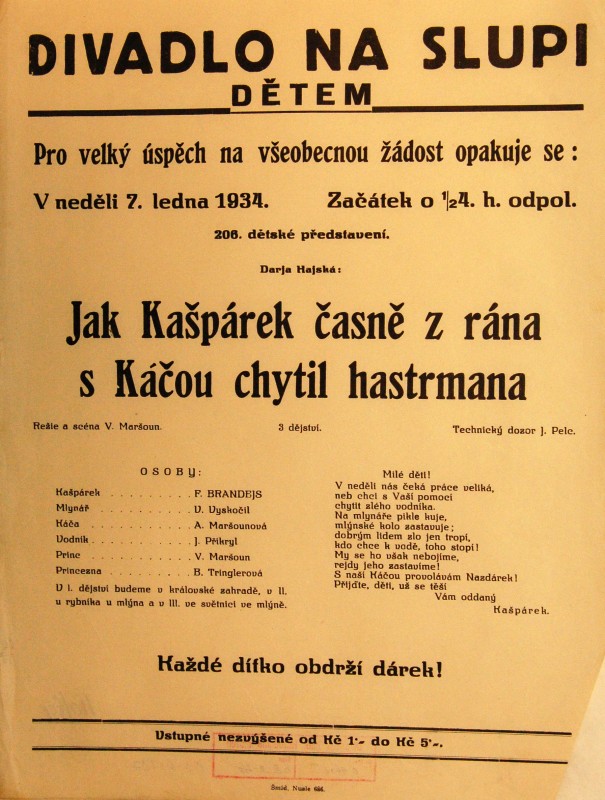 DIVADLO NA SLUPI
DĚTEM
Pro velký úspěch na všeobecnou žádost opakuje se:
V neděli 7. ledna 1934. Začátek o ½4. h. odpol.
206. dětské představení.
Darja Hajská:
Jak Kašpárek časně z rána
s Káčou chytil hastrmana
Režie a scéna V. Maršoun. 3 dějství. Technický dozor J. Pelc.
OSOBY:
Kašpárek . . . . . . . . . . F. BRANDEJS
Mlynář . . . . . . . . . . V. Vyskočil
Káča . . . . . . . . . . A. Maršounová
Vodník . . . . . . . . . . J. Přikryl
Princ . . . . . . . . . . V. Maršoun
Princezna . . . . . . . . . B. Tringlerová
V I. dějství budeme v královské zahradě, v II.
u rybníka u mlýna a v III. ve světnici ve mlýně.
Milé děti!
V neděli nás čeká práce veliká,
neb chci s Vaší pomocí
chytit zlého vodníka.
Na mlynáře pikle kuje,
mlýnské kolo zastavuje;
dobrým lidem zlo jen tropí,
kdo chce k vodě, toho stopí!
My se ho však nebojíme,
rejdy jeho zastavíme!
S naší Káčou provolávám Nazdárek!
Přijďte, děti, už se těší
Vám oddaný
Kašpárek.
Každé dítko obdrží dárek!
Vstupné nezvýšené od Kč 1·- do Kč 5·-.
Šmíd, Nusle 686.